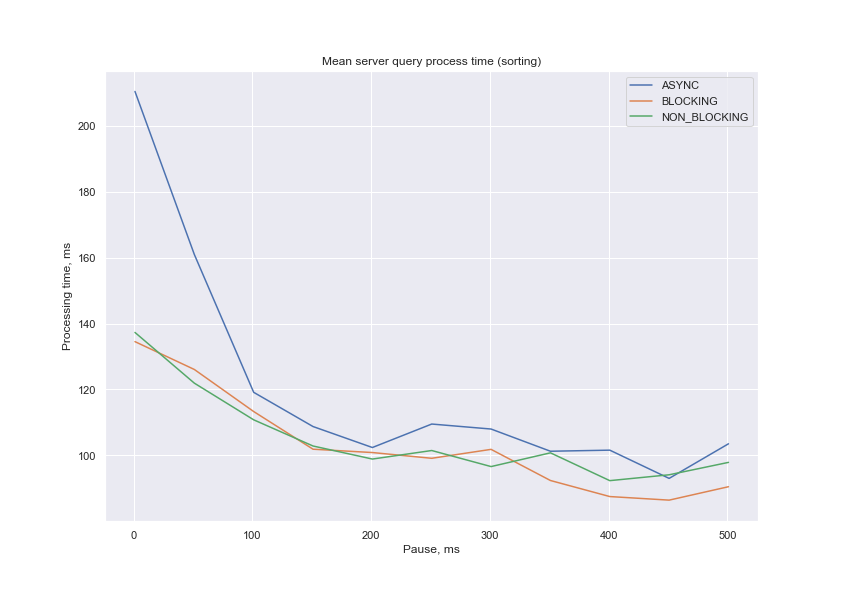 Mean server query process time (sorting)
ASYNC
BLOCKING
NON_BLOCKING
Processing time, ms
200
180
160
140
120
100
0
100
200
300
400
500
Pause, ms